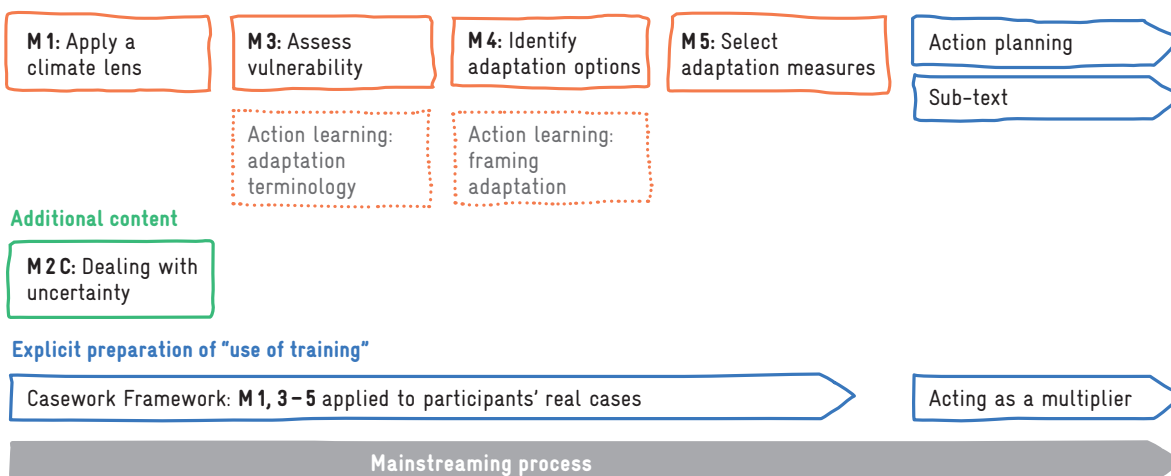 M 1: Apply a
climate lens
M 3: Assess
vulnerability
M 4: Identify
adaptation options
M 5: Select
adaptation measures
Action planning
Sub-text
Action learning:
adaptation
terminology
Action learning:
framing
adaptation
Additional content
M 2 C: Dealing with
uncertainty
Explicit preparation of “use of training”
Casework Framework: M 1, 3 – 5 applied to participants’ real cases
Acting as a multiplier
Mainstreaming process